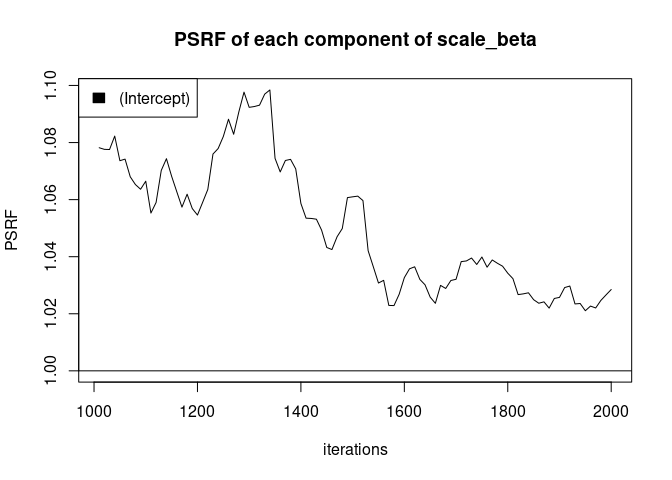 PSRF of each component of scale_beta
(Intercept)
PSRF
1.10
1.08
1.06
1.04
1.02
1.00
1000 1200 1400 1600 1800 2000
iterations